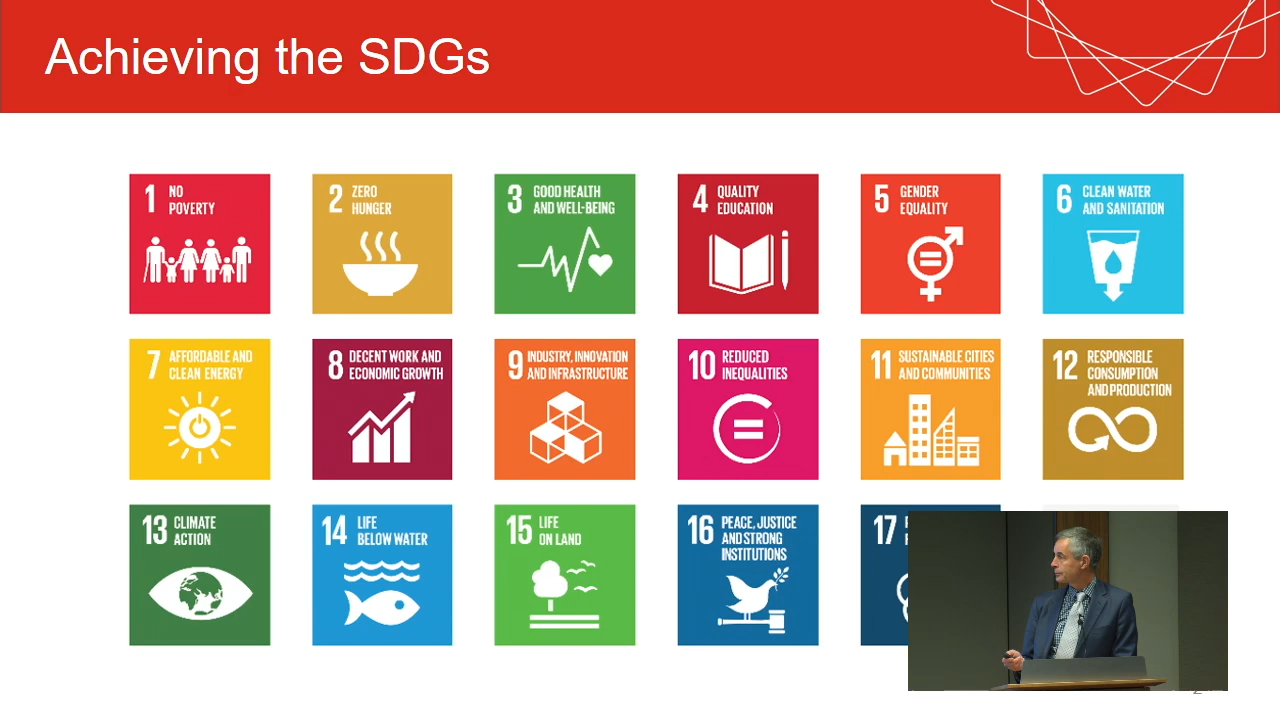 Achieving the SDGs
1 NO
POVERTY
2 ZERO
HUNGER
3 GOOD HEALTH
AND WELL-BEING
4 QUALITY
EDUCATION
5 GENDER
EQUALITY
6 CLEAN WATER
AND SANITATION
7 AFFORDABLE AND
CLEAN ENERGY
8 DECENT WORK AND
ECONOMIC GROWTH
9 INDUSTRY, INNOVATION
AND INFRASTRUCTURE
10 REDUCED
INEQUALITIES
11 SUSTAINABLE CITIES
AND COMMUNITIES
12 RESPONSIBLE
CONSUMPTION
AND PRODUCTION
13 CLIMATE
ACTION
14 LIFE
BELOW WATER
15 LIFE
ON LAND
16 PEACE, JUSTICE
AND STRONG
INSTITUTIONS
17